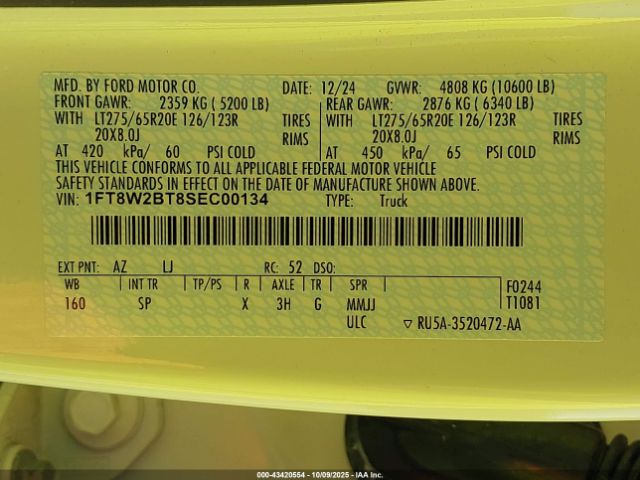 MFD. BY FORD MOTOR CO. DATE: 12/24 GVWR: 4808 KG (10600 LB)
FRONT GAWR: 2359 KG ( 5200 LB) REAR GAWR: 2876 KG ( 6340 LB)
WITH LT275/65R20E 126/123R TIRES WITH LT275/65R20E 126/123R TIRES
20X8.0J RIMS 20X8.0J RIMS
AT 420 kPa/ 60 PSI COLD AT 450 kPa/ 65 PSI COLD
THIS VEHICLE CONFORMS TO ALL APPLICABLE FEDERAL MOTOR VEHICLE
SAFETY STANDARDS IN EFFECT ON THE DATE OF MANUFACTURE SHOWN ABOVE.
VIN: 1FT8W2BT8SEC00134 TYPE: Truck
EXT PNT: AZ LJ RC: 52 DSO:
WB INT TR TP/PS R AXLE TR SPR F0244
160 SP X 3H G MMJJ T1081
ULC ▽ RU5A-3520472-AA
000-43420554 - 10/09/2025 - IAA Inc.